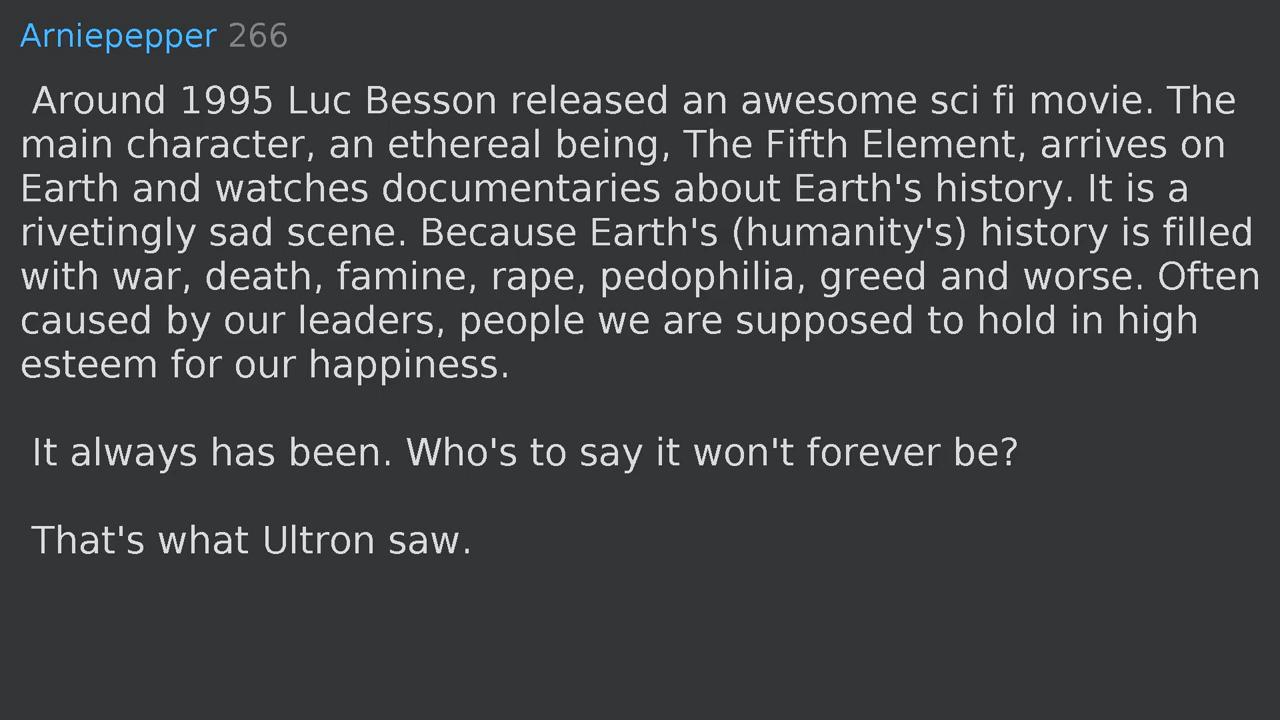 Arniepepper 266
Around 1995 Luc Besson released an awesome sci fi movie. The
main character, an ethereal being, The Fifth Element, arrives on
Earth and watches documentaries about Earth's history. It is a
rivetingly sad scene. Because Earth's (humanity's) history is filled
with war, death, famine, rape, pedophilia, greed and worse. Often
caused by our leaders, people we are supposed to hold in high
esteem for our happiness.
It always has been. Who's to say it won't forever be?
That's what Ultron saw.